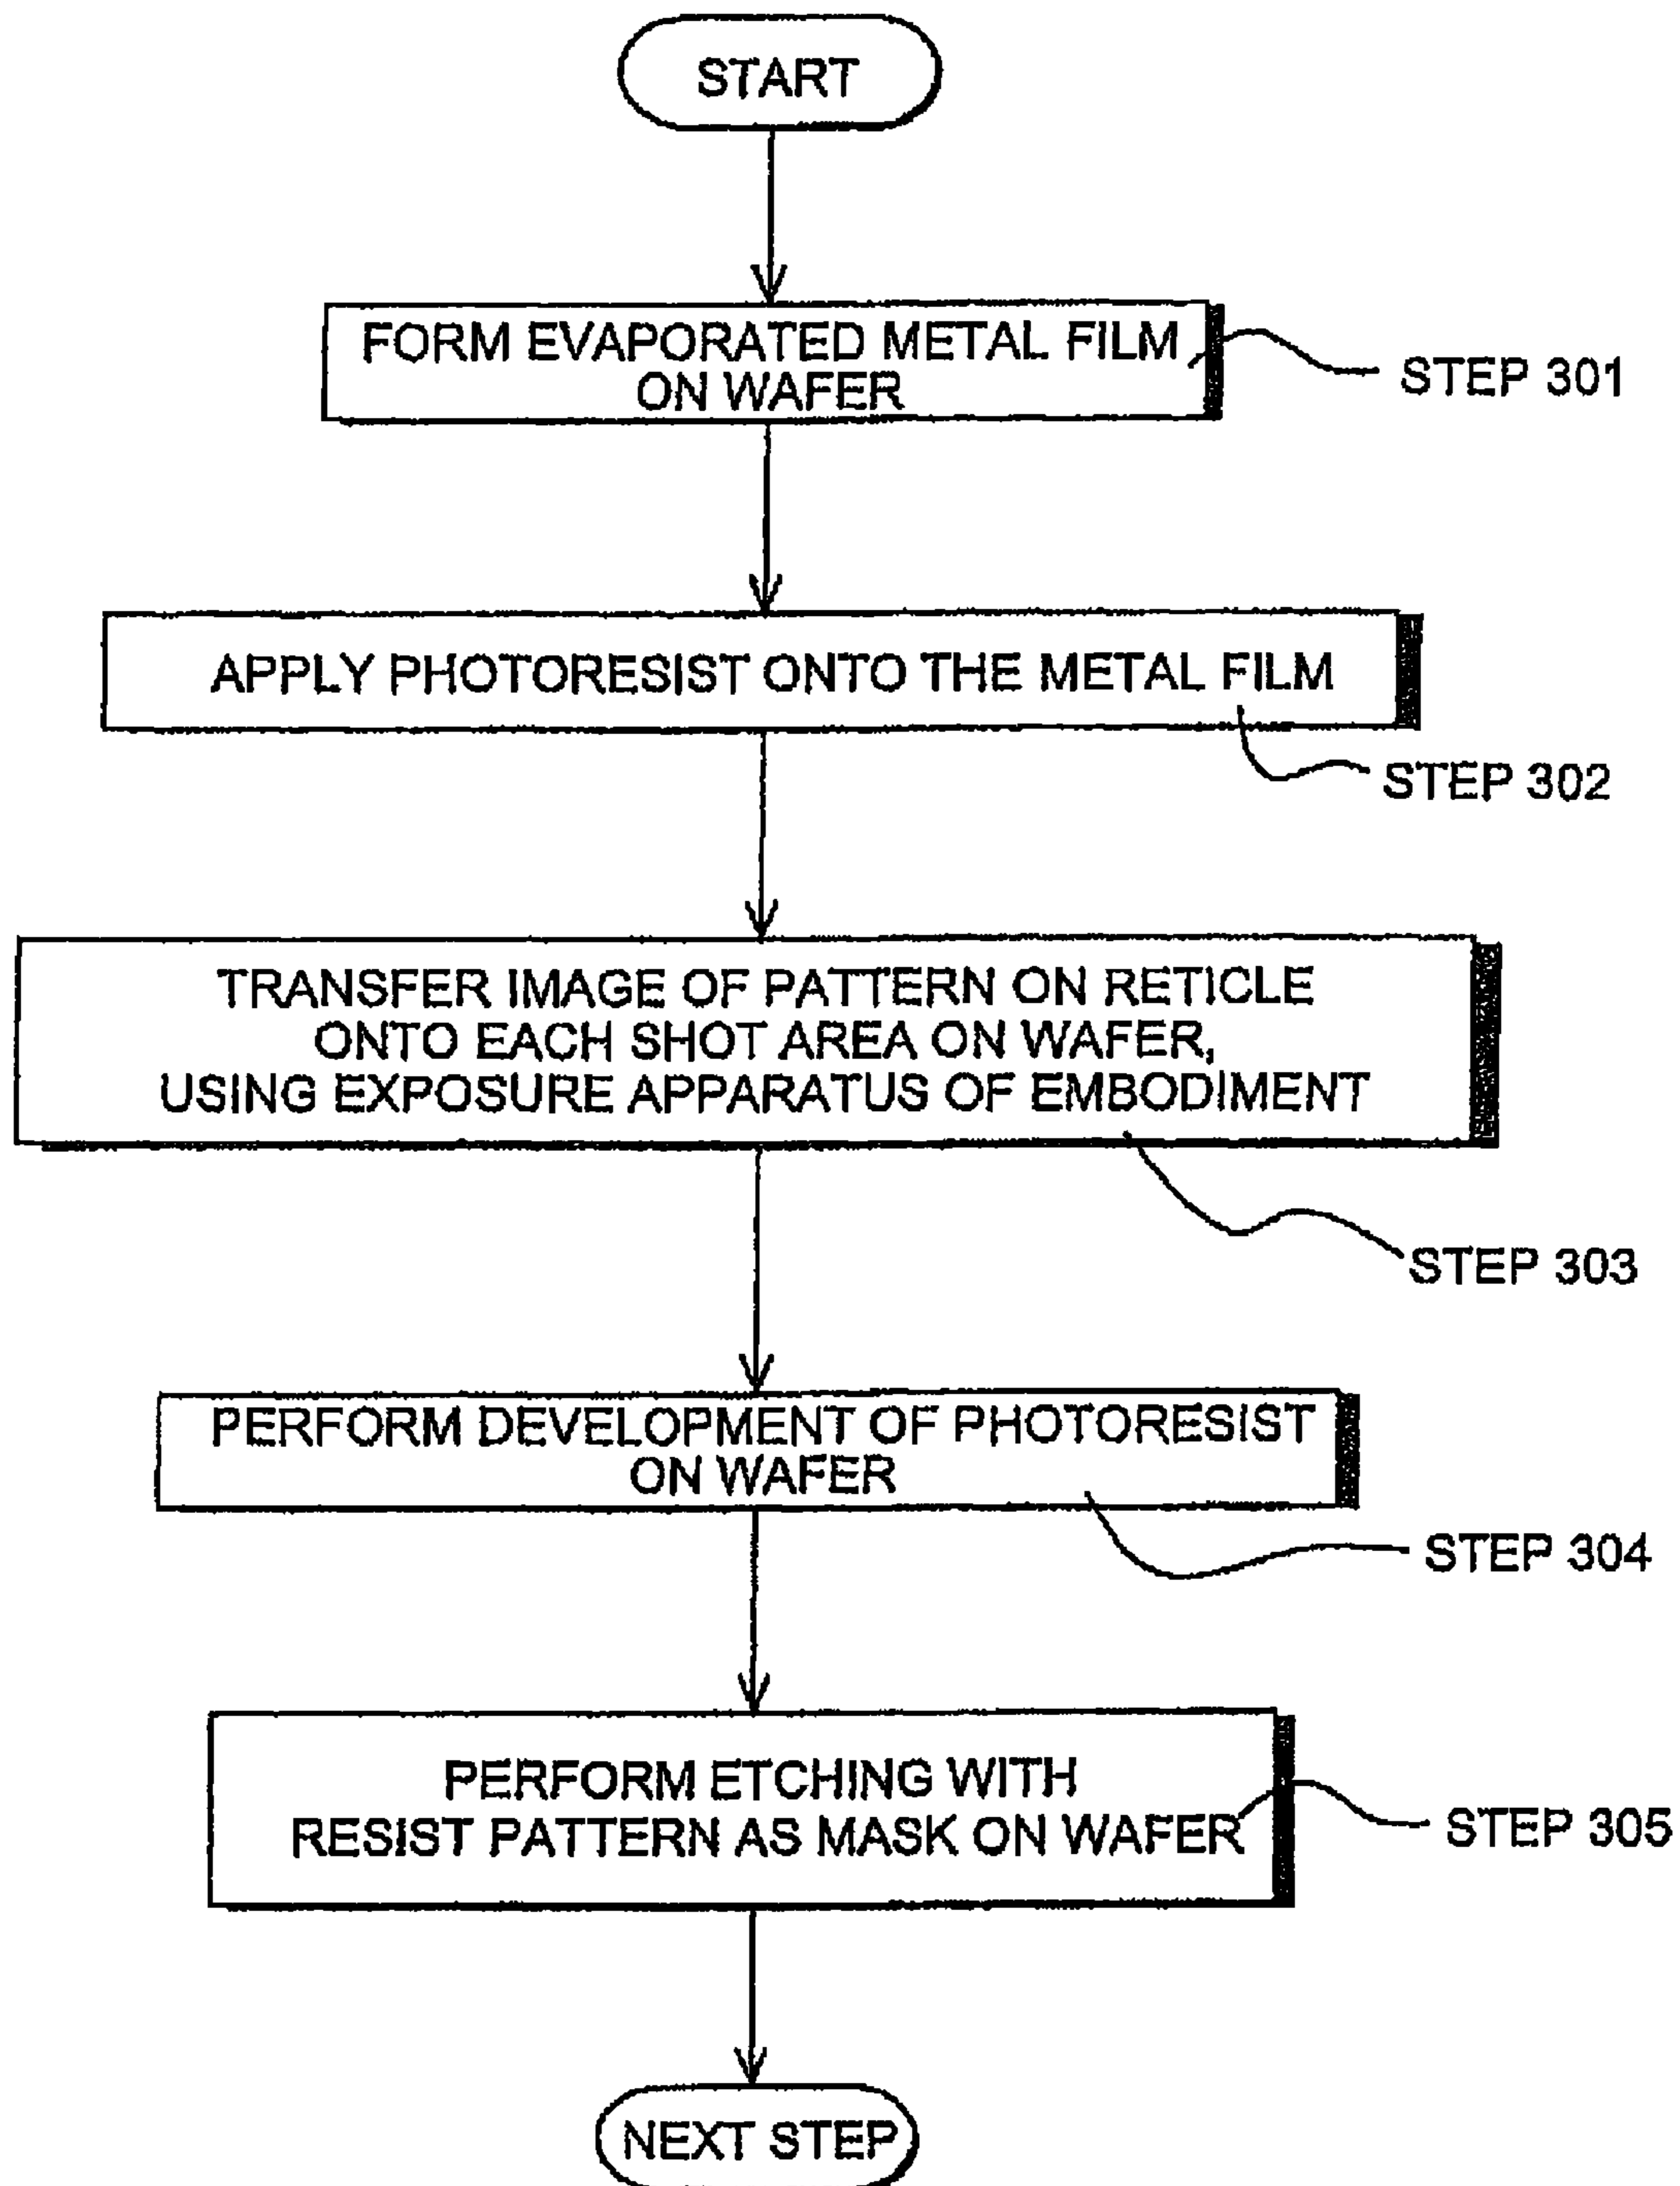 START
FORM EVAPORATED METAL FILM
ON WAFER
STEP 301
APPLY PHOTORESIST ONTO THE METAL FILM
STEP 302
TRANSFER IMAGE OF PATTERN ON RETICLE
ONTO EACH SHOT AREA ON WAFER,
USING EXPOSURE APPARATUS OF EMBODIMENT
STEP 303
PERFORM DEVELOPMENT OF PHOTORESIST
ON WAFER
STEP 304
PERFORM ETCHING WITH
RESIST PATTERN AS MASK ON WAFER
STEP 305
NEXT STEP